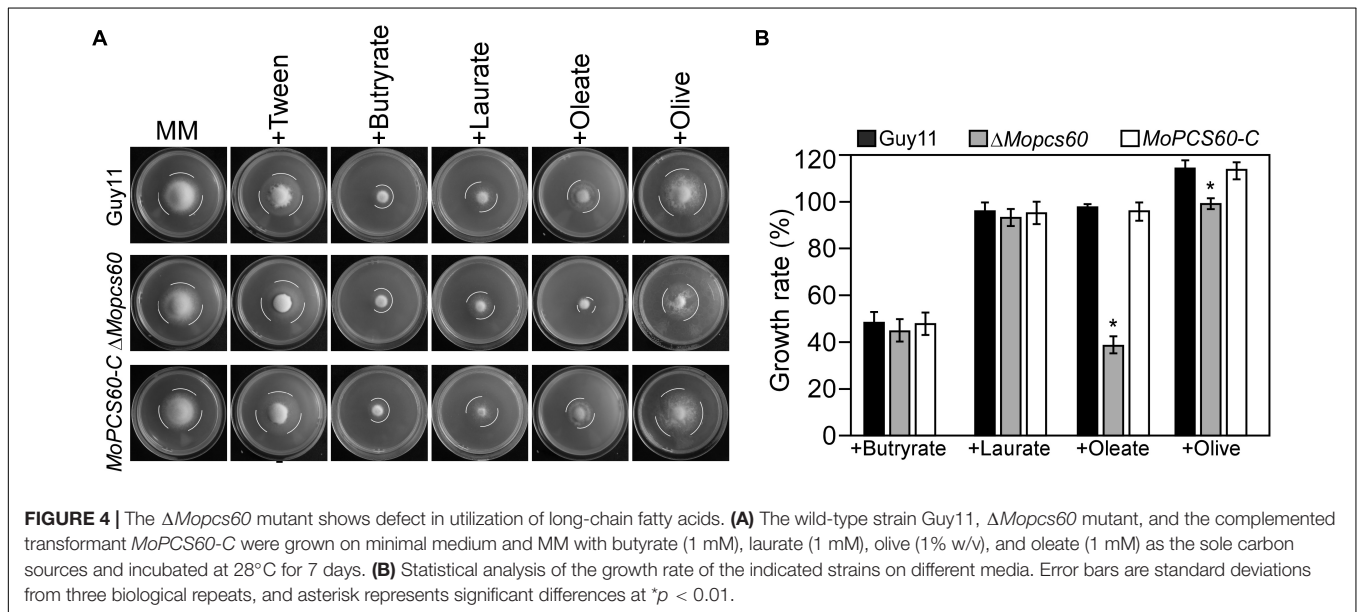 A
B
MM
+Tween
+Butryrate
+Laurate
+Oleate
+Olive
Guy11
ΔMopcs60
MoPCS60-C
Guy11 ΔMopcs60 MoPCS60-C
Growth rate (%)
120
100
80
60
40
20
0
*
*
+Butryrate +Laurate +Oleate +Olive
FIGURE 4 | The ΔMopcs60 mutant shows defect in utilization of long-chain fatty acids. (A) The wild-type strain Guy11, ΔMopcs60 mutant, and the complemented
transformant MoPCS60-C were grown on minimal medium and MM with butyrate (1 mM), laurate (1 mM), olive (1% w/v), and oleate (1 mM) as the sole carbon
sources and incubated at 28°C for 7 days. (B) Statistical analysis of the growth rate of the indicated strains on different media. Error bars are standard deviations
from three biological repeats, and asterisk represents significant differences at *p < 0.01.